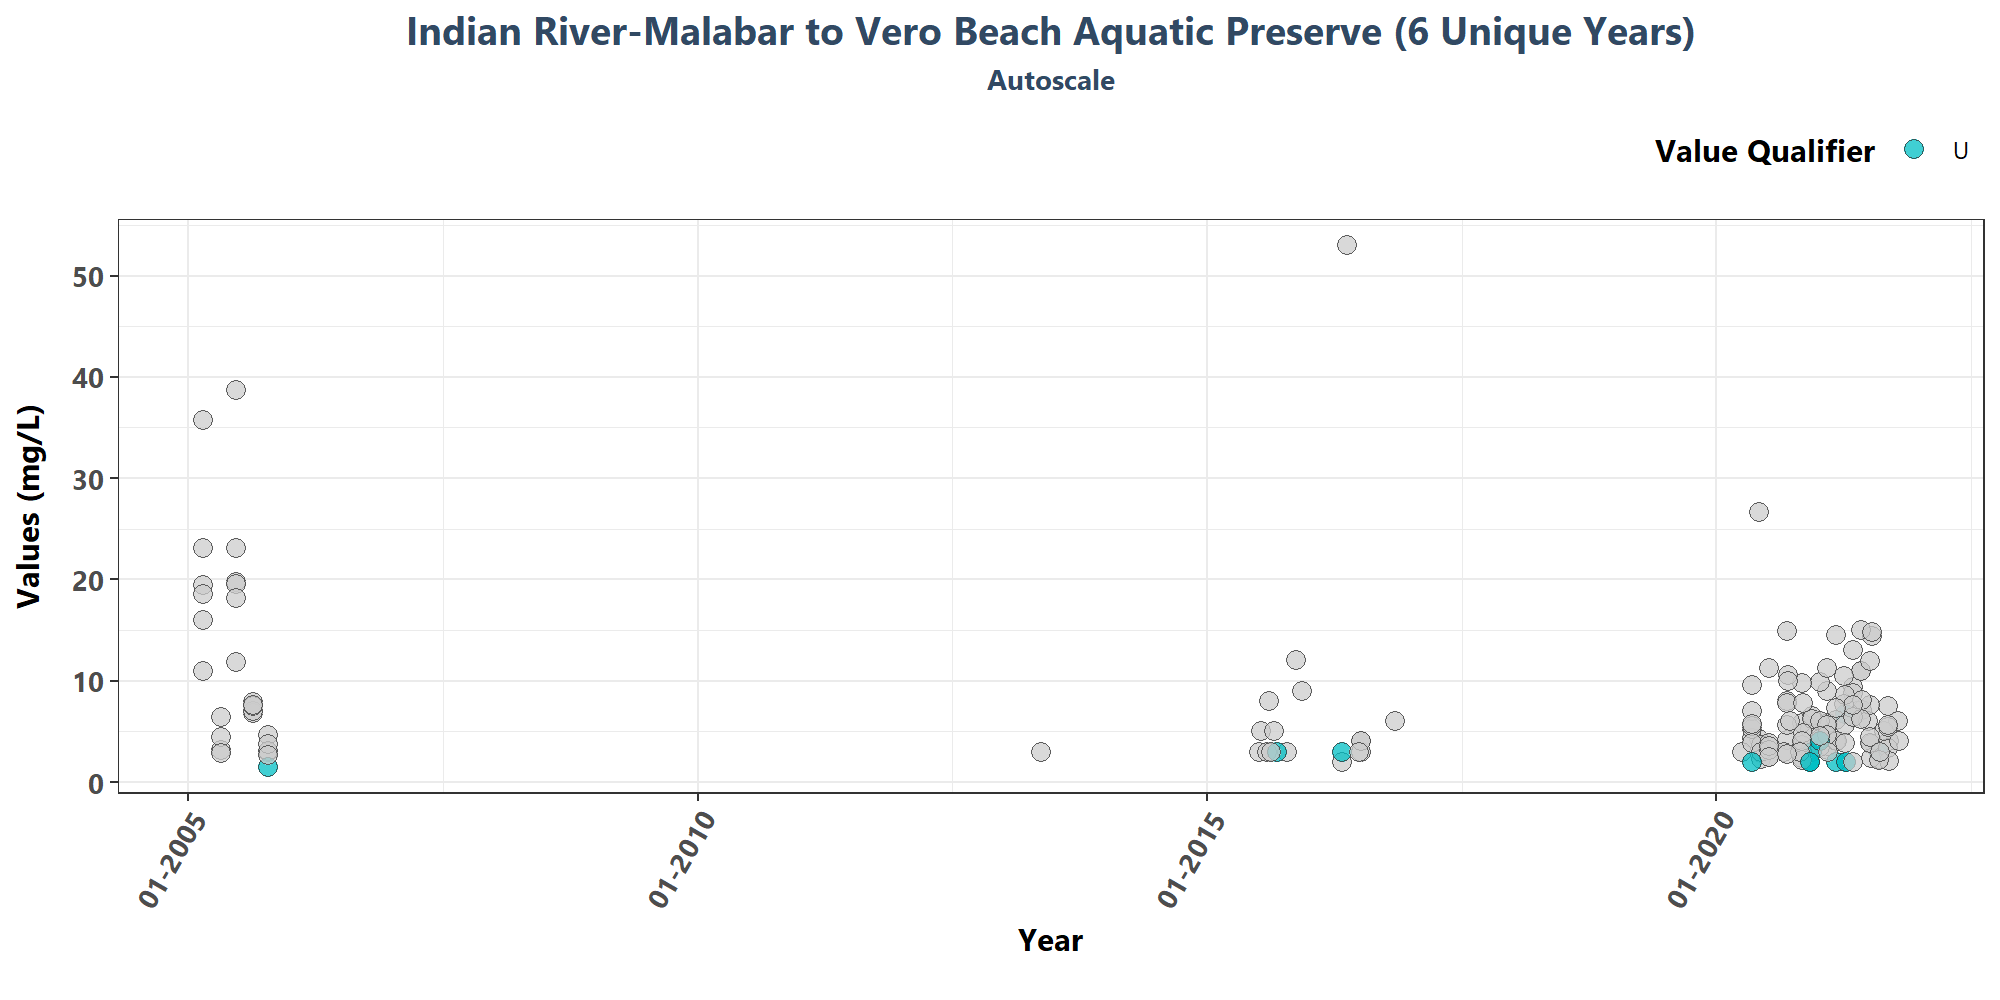 Indian River-Malabar to Vero Beach Aquatic Preserve (6 Unique Years)
Autoscale
Value Qualifier U
50
40
30
20
10
0
Values (mg/L)
01-2005 01-2010 01-2015 01-2020
Year